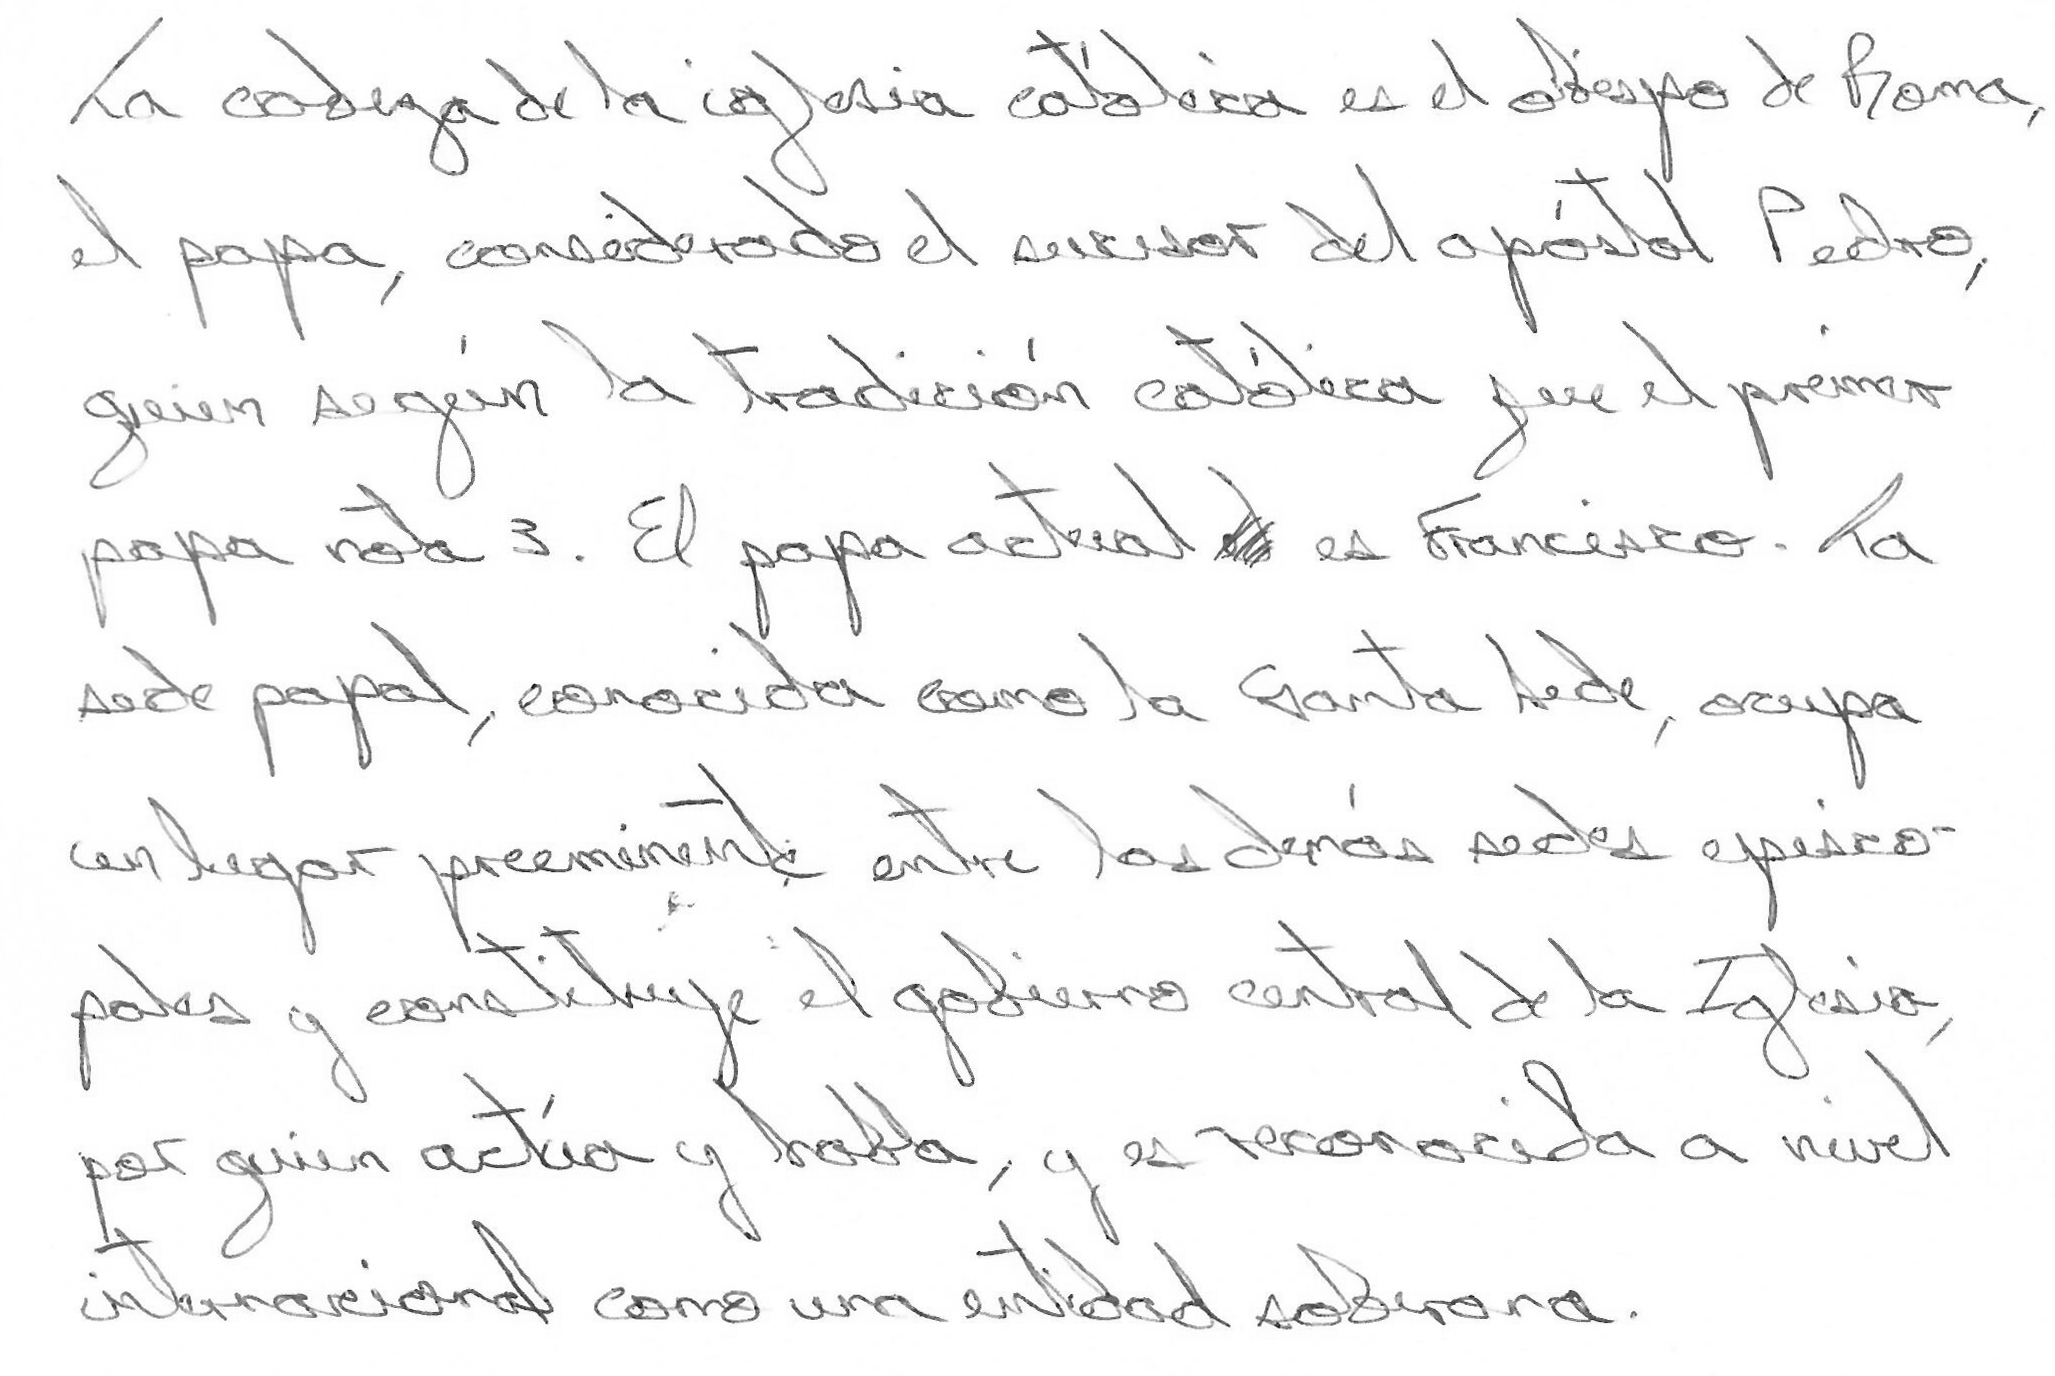 La cabeza de la iglesia católica es el obispo de Roma,
el papa, considerado el sucesor del apóstol Pedro,
quien según la tradición católica fue el primer
papa nota 3. El papa actual es Francisco. La
sede papal, conocida como la Santa Sede, ocupa
un lugar preeminente entre las demás sedes episco-
pales y constituye el gobierno central de la Iglesia,
por quien actúa y habla, y es reconocida a nivel
internacional como una entidad soberana.